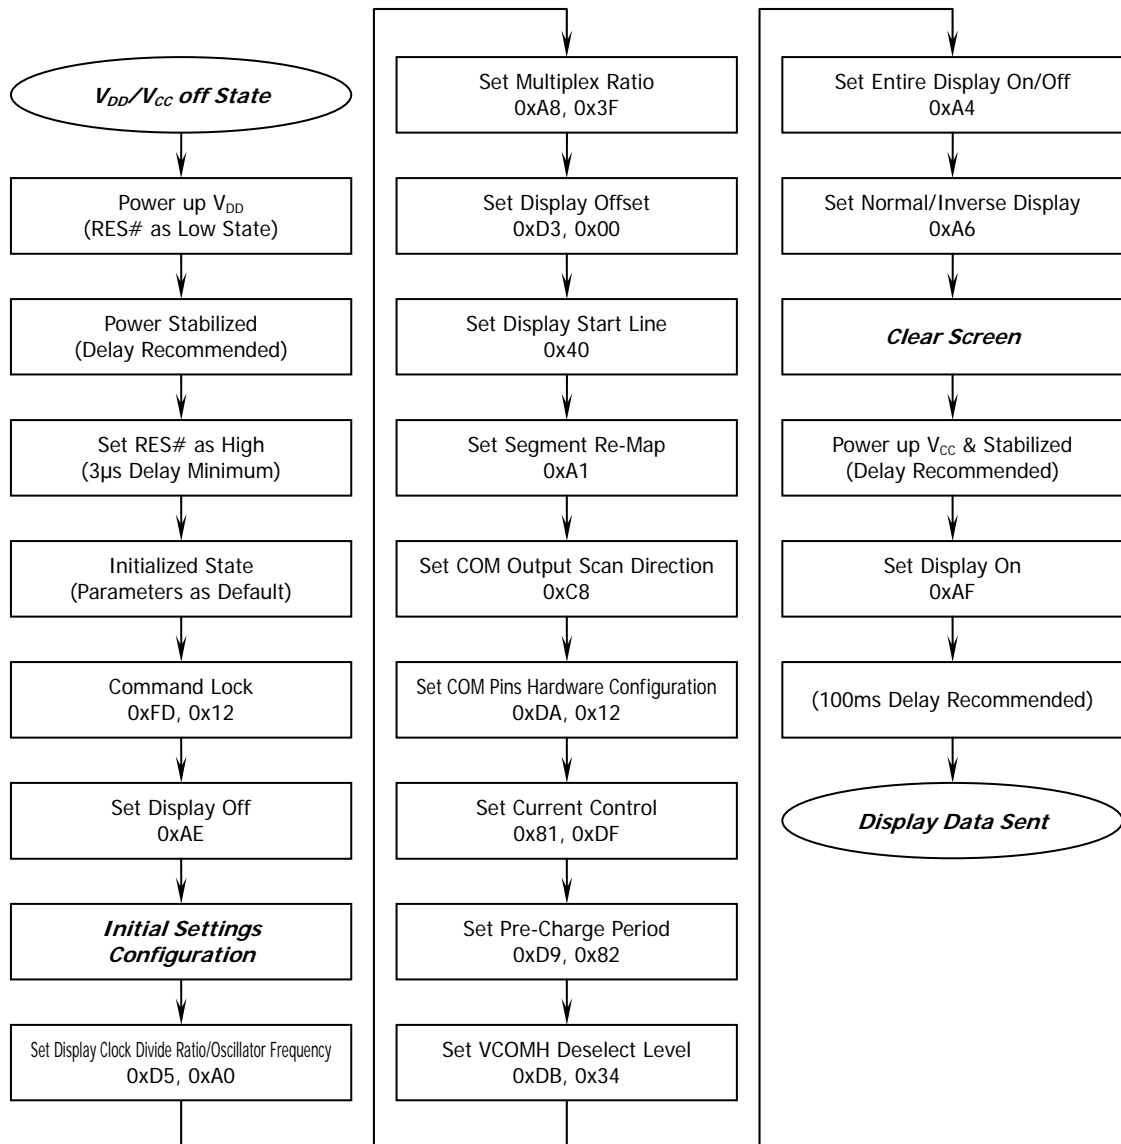 V_DD/V_CC off State
Power up V_DD
(RES# as Low State)
Power Stabilized
(Delay Recommended)
Set RES# as High
(3µs Delay Minimum)
Initialized State
(Parameters as Default)
Command Lock
0xFD, 0x12
Set Display Off
0xAE
Initial Settings
Configuration
Set Display Clock Divide Ratio/Oscillator Frequency
0xD5, 0xA0
Set Multiplex Ratio
0xA8, 0x3F
Set Display Offset
0xD3, 0x00
Set Display Start Line
0x40
Set Segment Re-Map
0xA1
Set COM Output Scan Direction
0xC8
Set COM Pins Hardware Configuration
0xDA, 0x12
Set Current Control
0x81, 0xDF
Set Pre-Charge Period
0xD9, 0x82
Set VCOMH Deselect Level
0xDB, 0x34
Set Entire Display On/Off
0xA4
Set Normal/Inverse Display
0xA6
Clear Screen
Power up V_CC & Stabilized
(Delay Recommended)
Set Display On
0xAF
(100ms Delay Recommended)
Display Data Sent